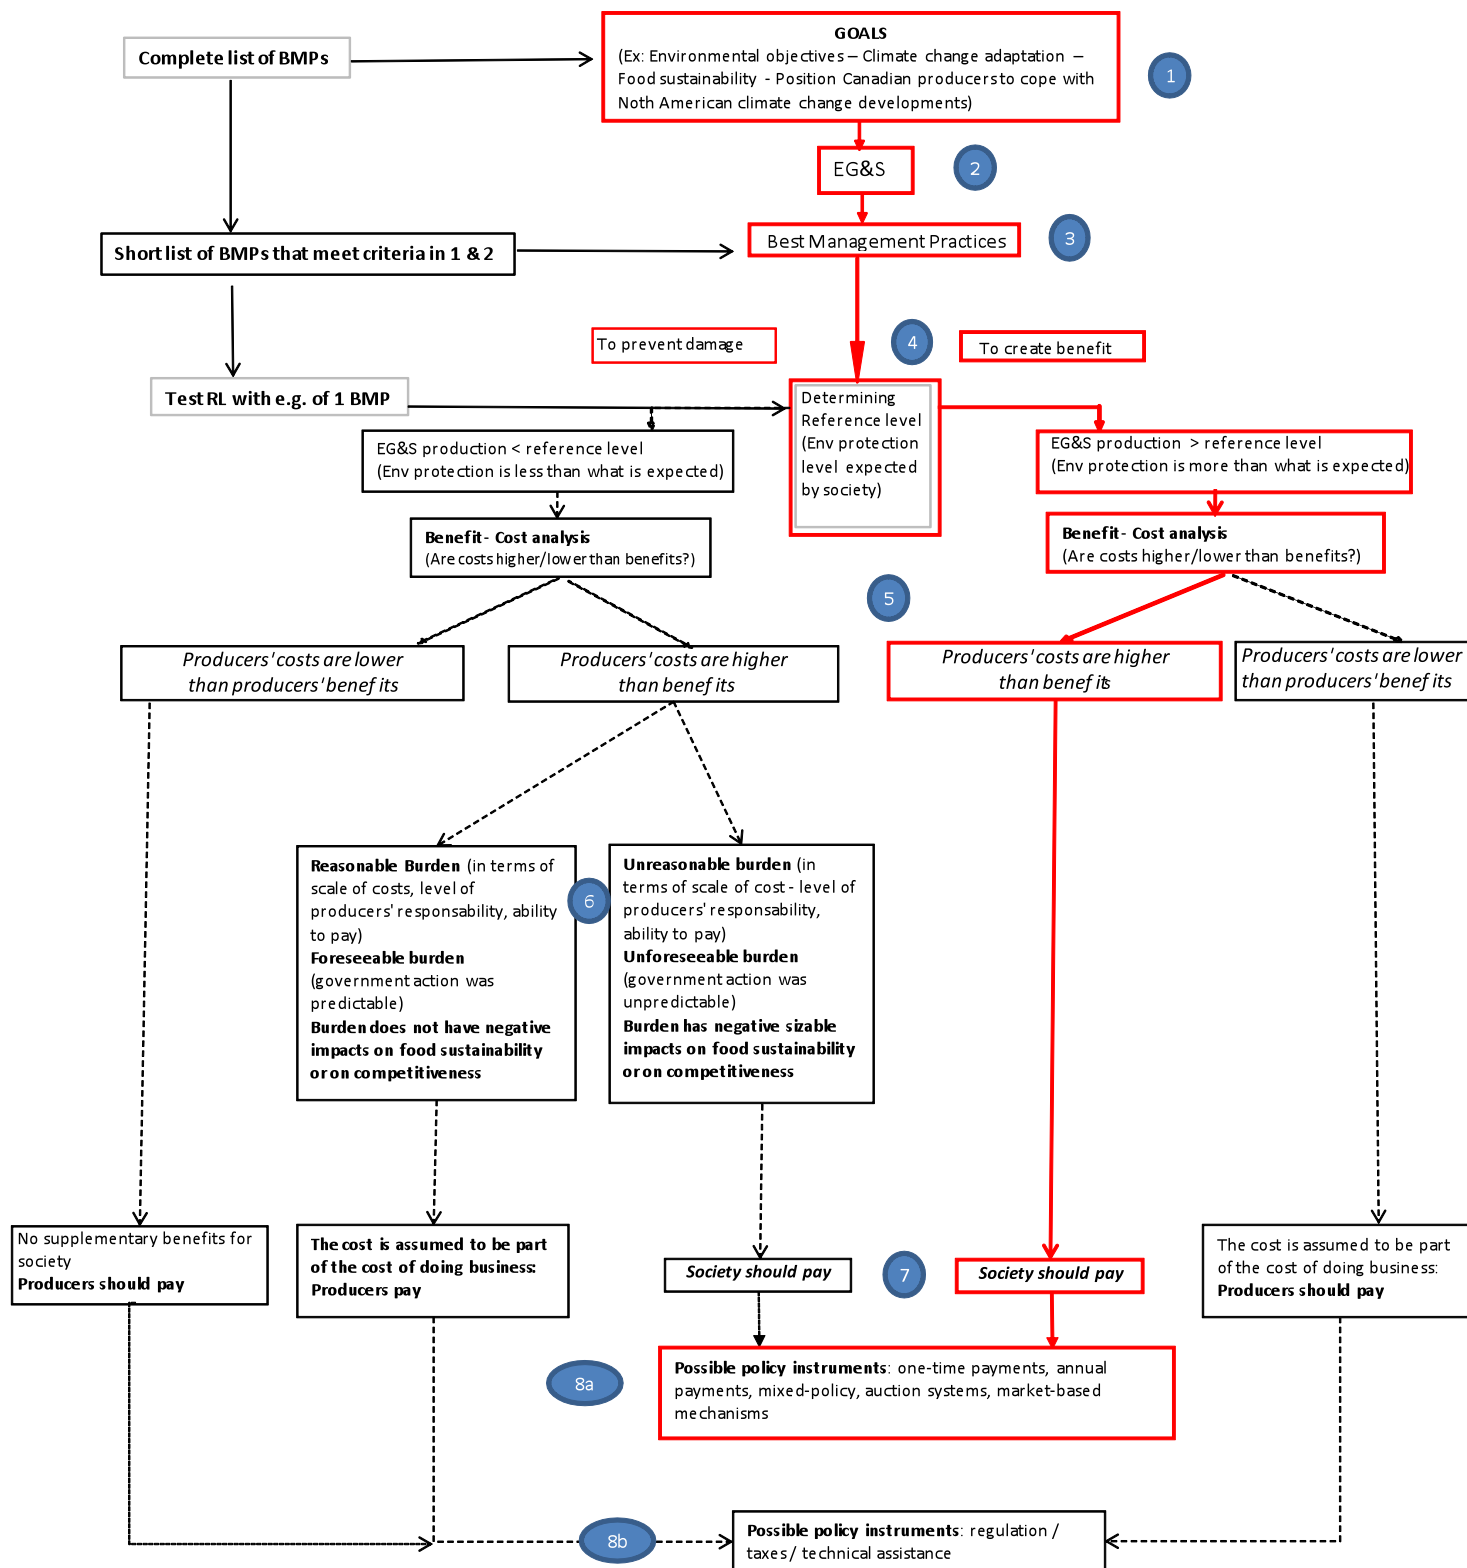 GOALS
(Ex: Environmental objectives – Climate change adaptation –
Food sustainability - Position Canadian producers to cope with
Noth American climate change developments)
Complete list of BMPs
1
EG&S
2
Short list of BMPs that meet criteria in 1 & 2
Best Management Practices
3
To prevent damage
4
To create benefit
Test RL with e.g. of 1 BMP
Determining
Reference level
(Env protection
level expected
by society)
EG&S production < reference level
(Env protection is less than what is expected)
EG&S production > reference level
(Env protection is more than what is expected)
Benefit- Cost analysis
(Are costs higher/lower than benefits?)
Benefit- Cost analysis
(Are costs higher/lower than benefits?)
5
Producers' costs are lower
than producers' benefits
Producers' costs are higher
than benefits
Producers' costs are higher
than benefits
Producers' costs are lower
than producers' benefits
Reasonable Burden (in terms of
scale of costs, level of
producers' responsability, ability
to pay)
Foreseeable burden
(government action was
predictable)
Burden does not have negative
impacts on food sustainability
or on competitiveness
6
Unreasonable burden (in
terms of scale of cost - level of
producers' responsability,
ability to pay)
Unforeseeable burden
(government action was
unpredictable)
Burden has negative sizable
impacts on food sustainability
or on competitiveness
No supplementary benefits for
society
Producers should pay
The cost is assumed to be part
of the cost of doing business:
Producers pay
Society should pay
7
Society should pay
The cost is assumed to be part
of the cost of doing business:
Producers should pay
8a
Possible policy instruments: one-time payments, annual
payments, mixed-policy, auction systems, market-based
mechanisms
8b
Possible policy instruments: regulation /
taxes / technical assistance